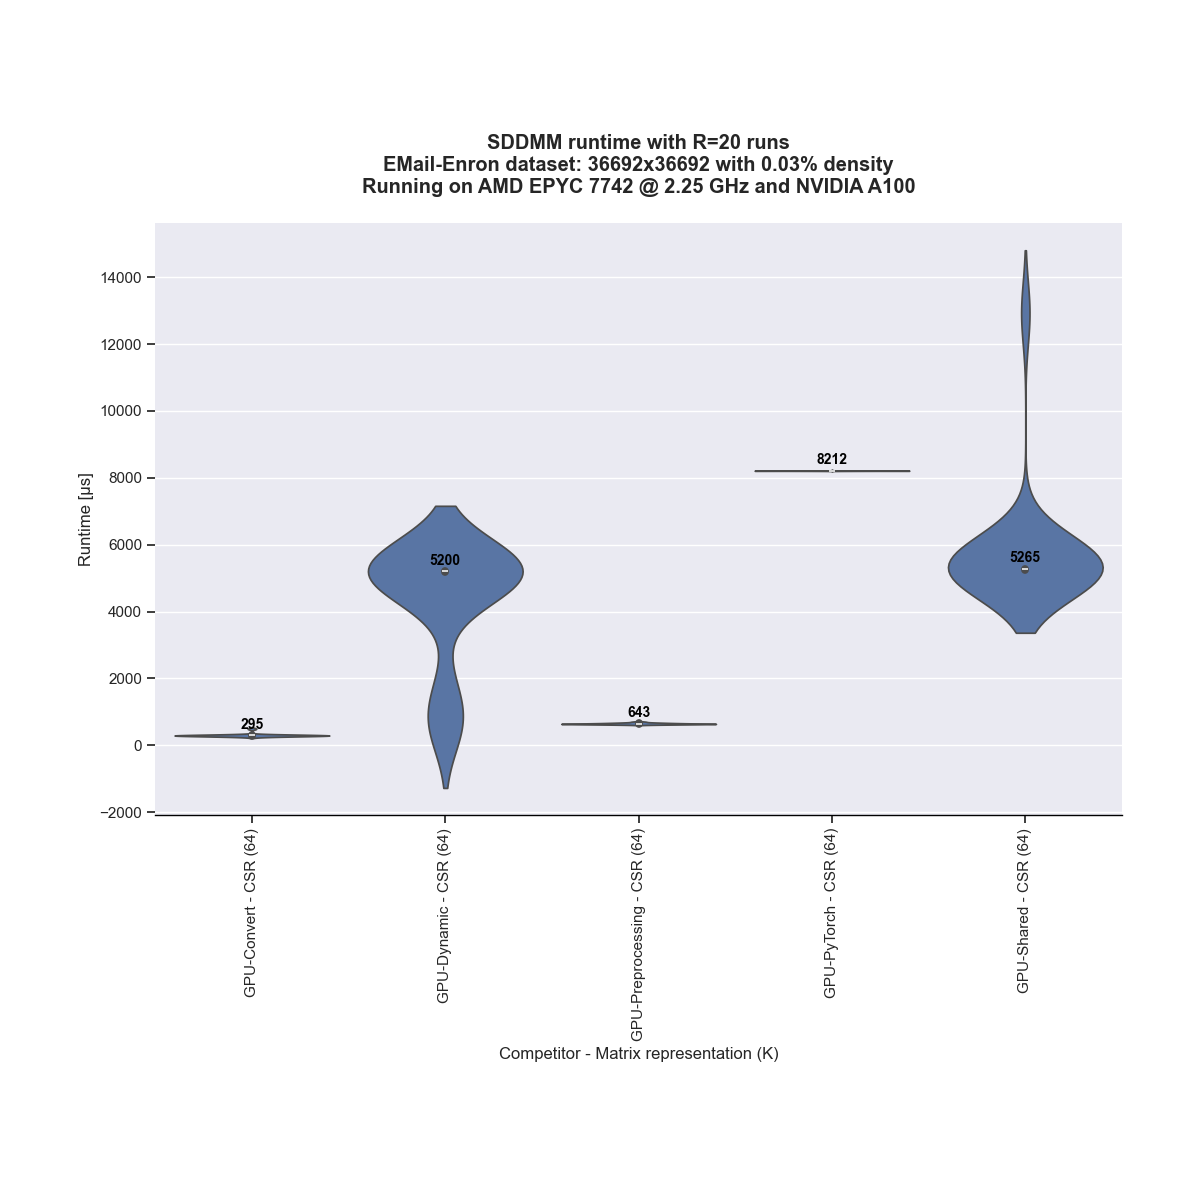 SDDMM runtime with R=20 runs
EMail-Enron dataset: 36692x36692 with 0.03% density
Running on AMD EPYC 7742 @ 2.25 GHz and NVIDIA A100
Runtime [µs]
14000
12000
10000
8000
6000
4000
2000
0
−2000
295
5200
643
8212
5265
GPU-Convert - CSR (64)
GPU-Dynamic - CSR (64)
GPU-Preprocessing - CSR (64)
GPU-PyTorch - CSR (64)
GPU-Shared - CSR (64)
Competitor - Matrix representation (K)